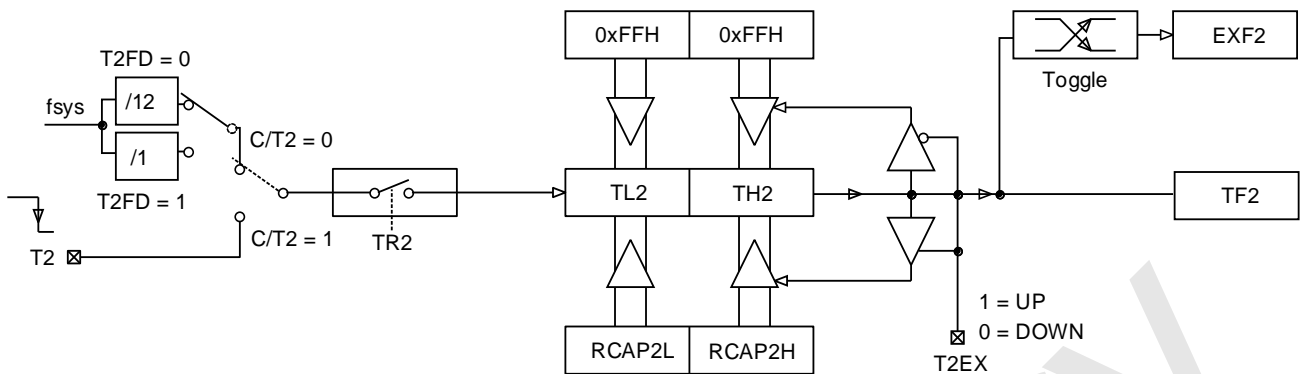 0xFFH 0xFFH
EXF2
Toggle
T2FD = 0
fsys
/12
C/T2 = 0
/1
T2FD = 1
TL2 TH2
TF2
TR2
C/T2 = 1
T2
1 = UP
0 = DOWN
RCAP2L RCAP2H
T2EX